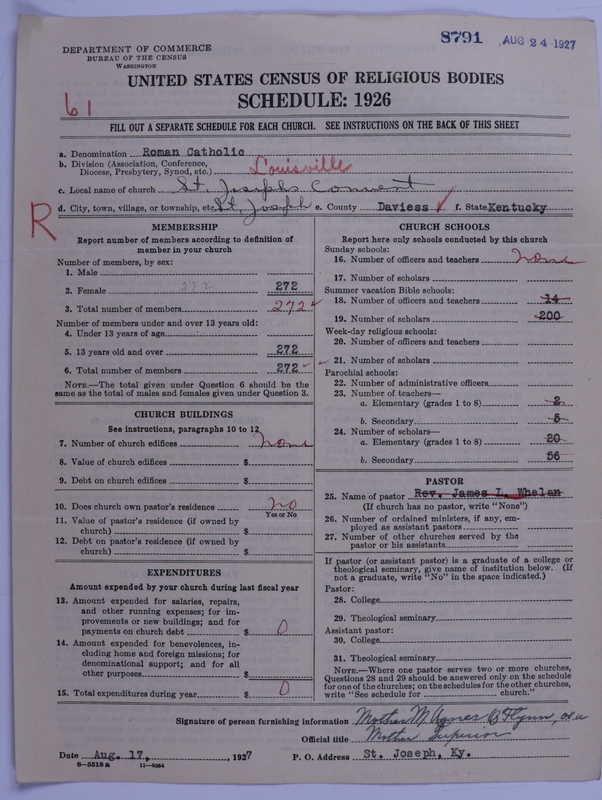 8791 AUG 24 1927
DEPARTMENT OF COMMERCE
BUREAU OF THE CENSUS
WASHINGTON
UNITED STATES CENSUS OF RELIGIOUS BODIES
SCHEDULE: 1926
61
FILL OUT A SEPARATE SCHEDULE FOR EACH CHURCH. SEE INSTRUCTIONS ON THE BACK OF THIS SHEET
a. Denomination Roman Catholic
b. Division (Association, Conference, Diocese, Presbytery, Synod, etc.) Louisville
c. Local name of church St. Josephs Convent
d. City, town, village, or township, etc. St. Joseph e. County Daviess f. State Kentucky
R
MEMBERSHIP
Report number of members according to definition of
member in your church
Number of members, by sex:
1. Male
2. Female 272 272
3. Total number of members 272
Number of members under and over 13 years old:
4. Under 13 years of age
5. 13 years old and over 272
6. Total number of members 272
NOTE.—The total given under Question 6 should be the
same as the total of males and females given under Question 3.
CHURCH BUILDINGS
See instructions, paragraphs 10 to 12
7. Number of church edifices none
8. Value of church edifices $
9. Debt on church edifices $
10. Does church own pastor's residence no
Yes or No
11. Value of pastor's residence (if owned by
church) $
12. Debt on pastor's residence (if owned by
church) $
EXPENDITURES
Amount expended by your church during last fiscal year
13. Amount expended for salaries, repairs,
and other running expenses; for im-
provements or new buildings; and for
payments on church debt $ 0
14. Amount expended for benevolences, in-
cluding home and foreign missions; for
denominational support; and for all
other purposes $
15. Total expenditures during year $ 0
CHURCH SCHOOLS
Report here only schools conducted by this church
Sunday schools:
16. Number of officers and teachers none
17. Number of scholars
Summer vacation Bible schools:
18. Number of officers and teachers 14
19. Number of scholars 200
Week-day religious schools:
20. Number of officers and teachers
21. Number of scholars
Parochial schools:
22. Number of administrative officers
23. Number of teachers—
a. Elementary (grades 1 to 8) 2
b. Secondary 5
24. Number of scholars—
a. Elementary (grades 1 to 8) 20
b. Secondary 56
PASTOR
25. Name of pastor Rev. James L. Whelan
(If church has no pastor, write "None")
26. Number of ordained ministers, if any, em-
ployed as assistant pastors
27. Number of other churches served by the
pastor or his assistants
If pastor (or assistant pastor) is a graduate of a college or
theological seminary, give name of institution below. (If
not a graduate, write "No" in the space indicated.)
Pastor:
28. College
29. Theological seminary
Assistant pastor:
30. College
31. Theological seminary
NOTE.—Where one pastor serves two or more churches,
Questions 28 and 29 should be answered only on the schedule
for one of the churches; on the schedules for the other churches,
write "See schedule for church."
Signature of person furnishing information Mother M. Agnes O'Flynn,
Official title Mother Superior
Date Aug. 17, , 1927 P. O. Address St. Joseph, Ky.
6—5518 a 11—9054